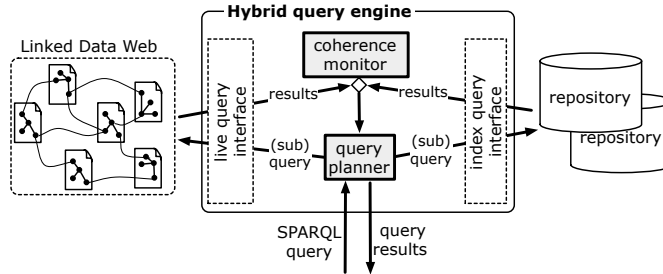 Hybrid query engine
Linked Data Web
coherence
monitor
live query
interface
results
results
index query
interface
repository
repository
(sub)
query
query
planner
(sub)
query
SPARQL
query
query
results